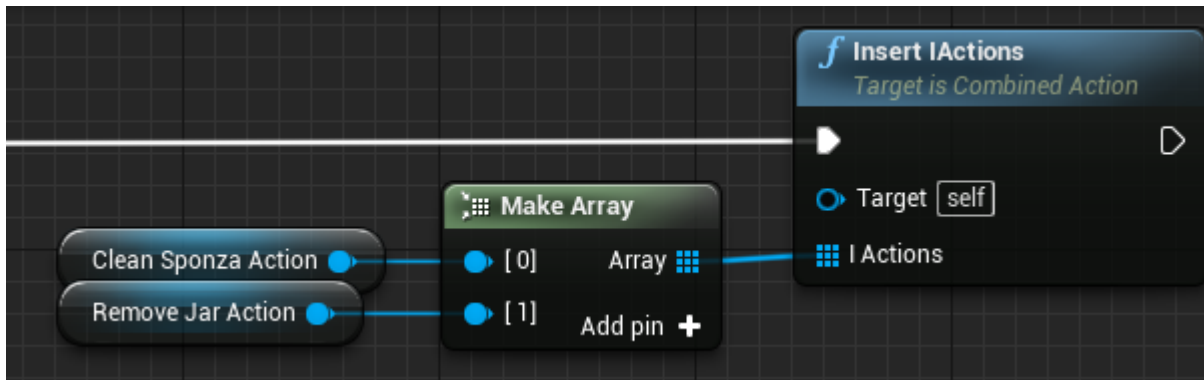 Insert IActions
Target is Combined Action
Target self
Make Array
Clean Sponza Action
[0] Array
I Actions
Remove Jar Action
[1]
Add pin